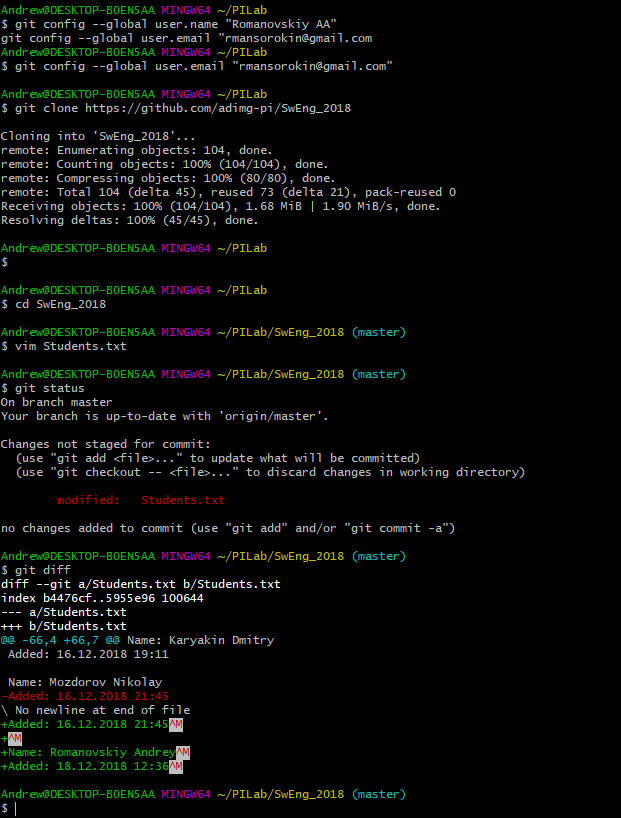 Andrew@DESKTOP-BOEN5AA MINGW64 ~/PILab
$ git config --global user.name "Romanovskiy AA"
git config --global user.email "rmansorokin@gmail.com
Andrew@DESKTOP-BOEN5AA MINGW64 ~/PILab
$ git config --global user.email "rmansorokin@gmail.com"
Andrew@DESKTOP-BOEN5AA MINGW64 ~/PILab
$ git clone https://github.com/adimg-pi/SwEng_2018
Cloning into 'SwEng_2018'...
remote: Enumerating objects: 104, done.
remote: Counting objects: 100% (104/104), done.
remote: Compressing objects: 100% (80/80), done.
remote: Total 104 (delta 45), reused 73 (delta 21), pack-reused 0
Receiving objects: 100% (104/104), 1.68 MiB | 1.90 MiB/s, done.
Resolving deltas: 100% (45/45), done.
Andrew@DESKTOP-BOEN5AA MINGW64 ~/PILab
$
Andrew@DESKTOP-BOEN5AA MINGW64 ~/PILab
$ cd SwEng_2018
Andrew@DESKTOP-BOEN5AA MINGW64 ~/PILab/SwEng_2018 (master)
$ vim Students.txt
Andrew@DESKTOP-BOEN5AA MINGW64 ~/PILab/SwEng_2018 (master)
$ git status
On branch master
Your branch is up-to-date with 'origin/master'.
Changes not staged for commit:
  (use "git add <file>..." to update what will be committed)
  (use "git checkout -- <file>..." to discard changes in working directory)
        modified:   Students.txt
no changes added to commit (use "git add" and/or "git commit -a")
Andrew@DESKTOP-BOEN5AA MINGW64 ~/PILab/SwEng_2018 (master)
$ git diff
diff --git a/Students.txt b/Students.txt
index b4476cf..5955e96 100644
--- a/Students.txt
+++ b/Students.txt
@@ -66,4 +66,7 @@ Name: Karyakin Dmitry
 Added: 16.12.2018 19:11
 Name: Mozdorov Nikolay
-Added: 16.12.2018 21:45
\ No newline at end of file
+Added: 16.12.2018 21:45^M
+^M
+Name: Romanovskiy Andrey^M
+Added: 18.12.2018 12:36^M
Andrew@DESKTOP-BOEN5AA MINGW64 ~/PILab/SwEng_2018 (master)
$